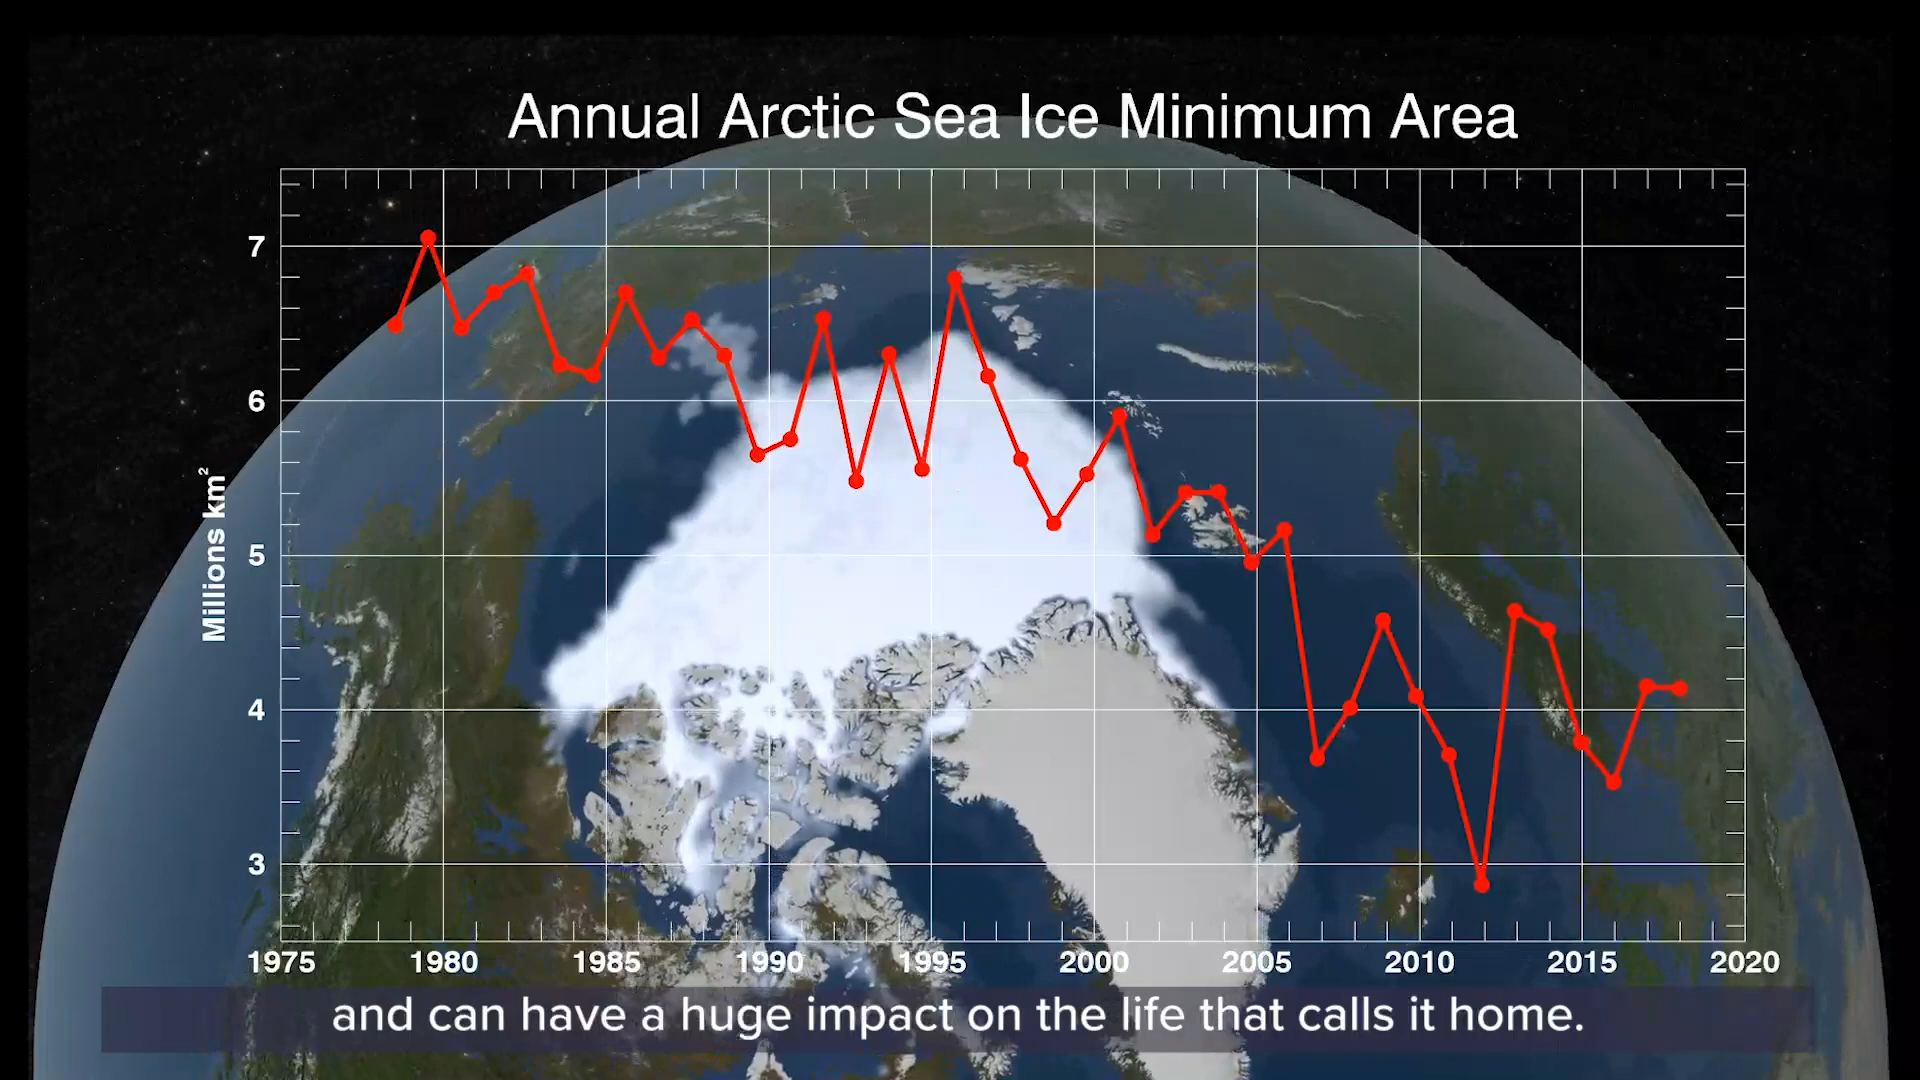 Annual Arctic Sea Ice Minimum Area
7
6
5
4
3
Millions km²
1975 1980 1985 1990 1995 2000 2005 2010 2015 2020
and can have a huge impact on the life that calls it home.